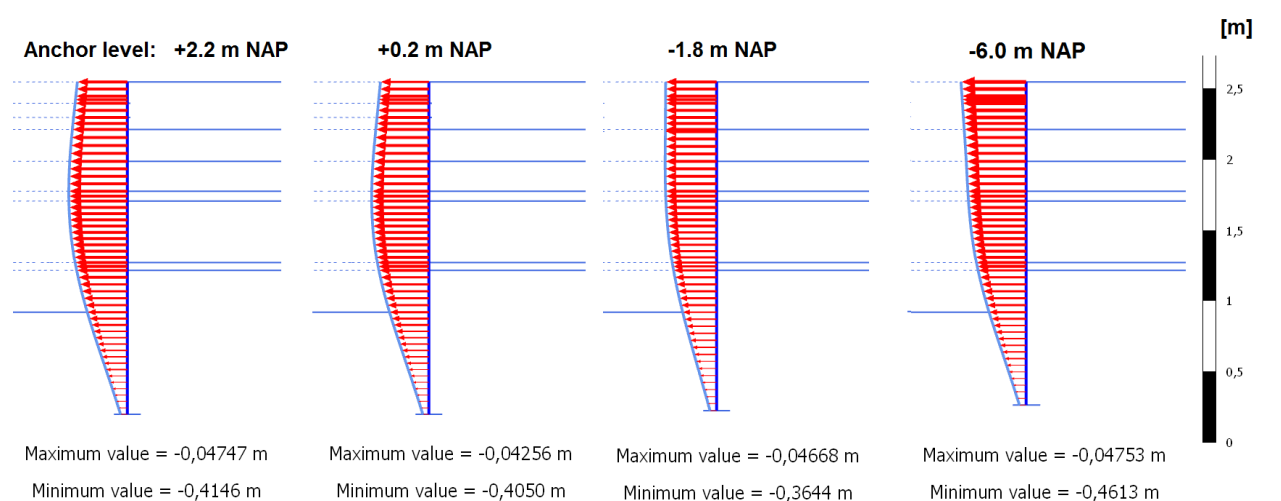 [m]
Anchor level: +2.2 m NAP +0.2 m NAP -1.8 m NAP -6.0 m NAP
2,5
2
1,5
1
0,5
0
Maximum value = -0,04747 m Maximum value = -0,04256 m Maximum value = -0,04668 m Maximum value = -0,04753 m
Minimum value = -0,4146 m Minimum value = -0,4050 m Minimum value = -0,3644 m Minimum value = -0,4613 m